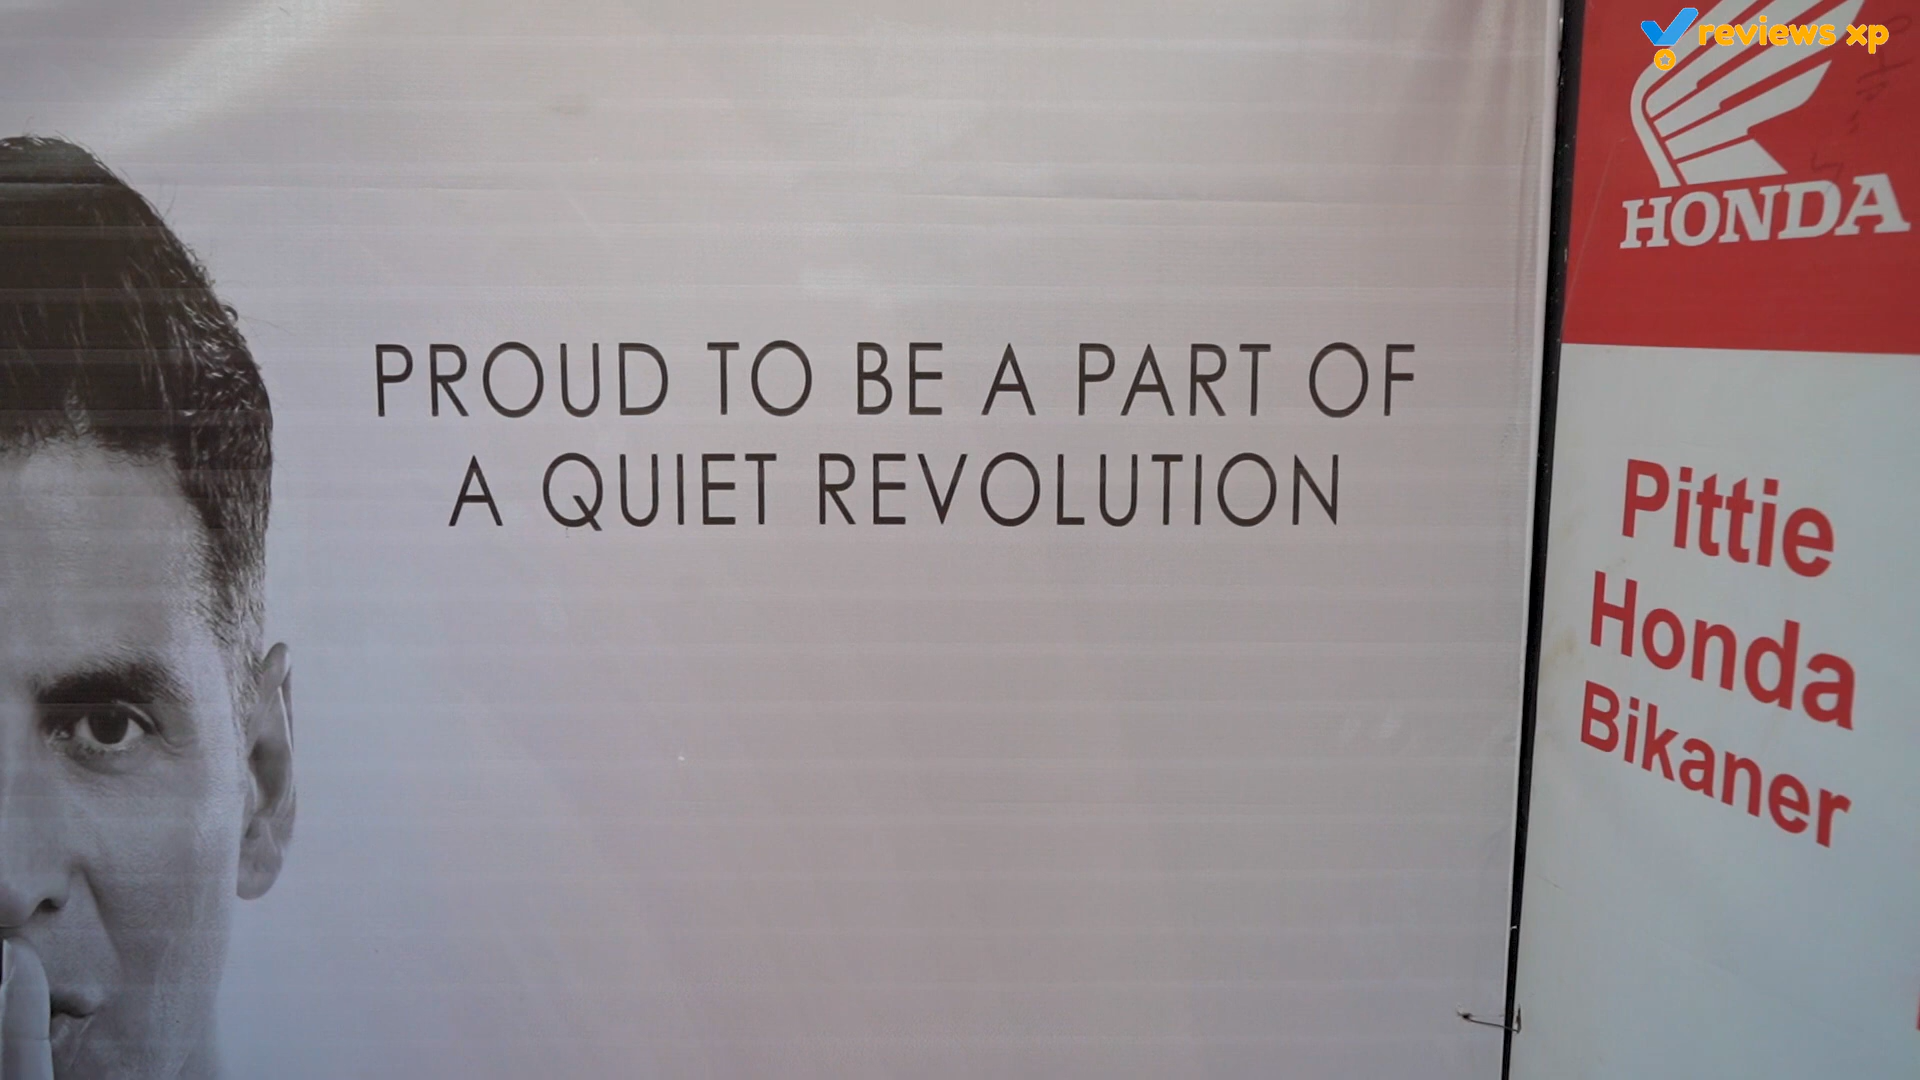 PROUD TO BE A PART OF
A QUIET REVOLUTION
reviews xp
HONDA
Pittie
Honda
Bikaner